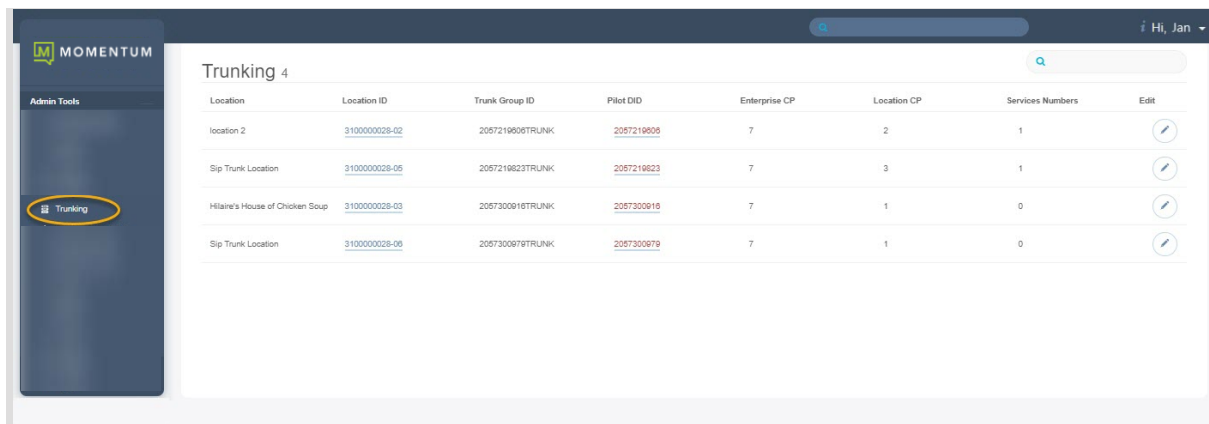 i Hi, Jan
M MOMENTUM
Trunking 4
Admin Tools
Location Location ID Trunk Group ID Pilot DID Enterprise CP Location CP Services Numbers Edit
location 2 3100000028-02 2057219606TRUNK 2057219606 7 2 1
Sip Trunk Location 3100000028-05 2057219823TRUNK 2057219823 7 3 1
Trunking
Hilaire's House of Chicken Soup 3100000028-03 2057300916TRUNK 2057300916 7 1 0
Sip Trunk Location 3100000028-06 2057300979TRUNK 2057300979 7 1 0